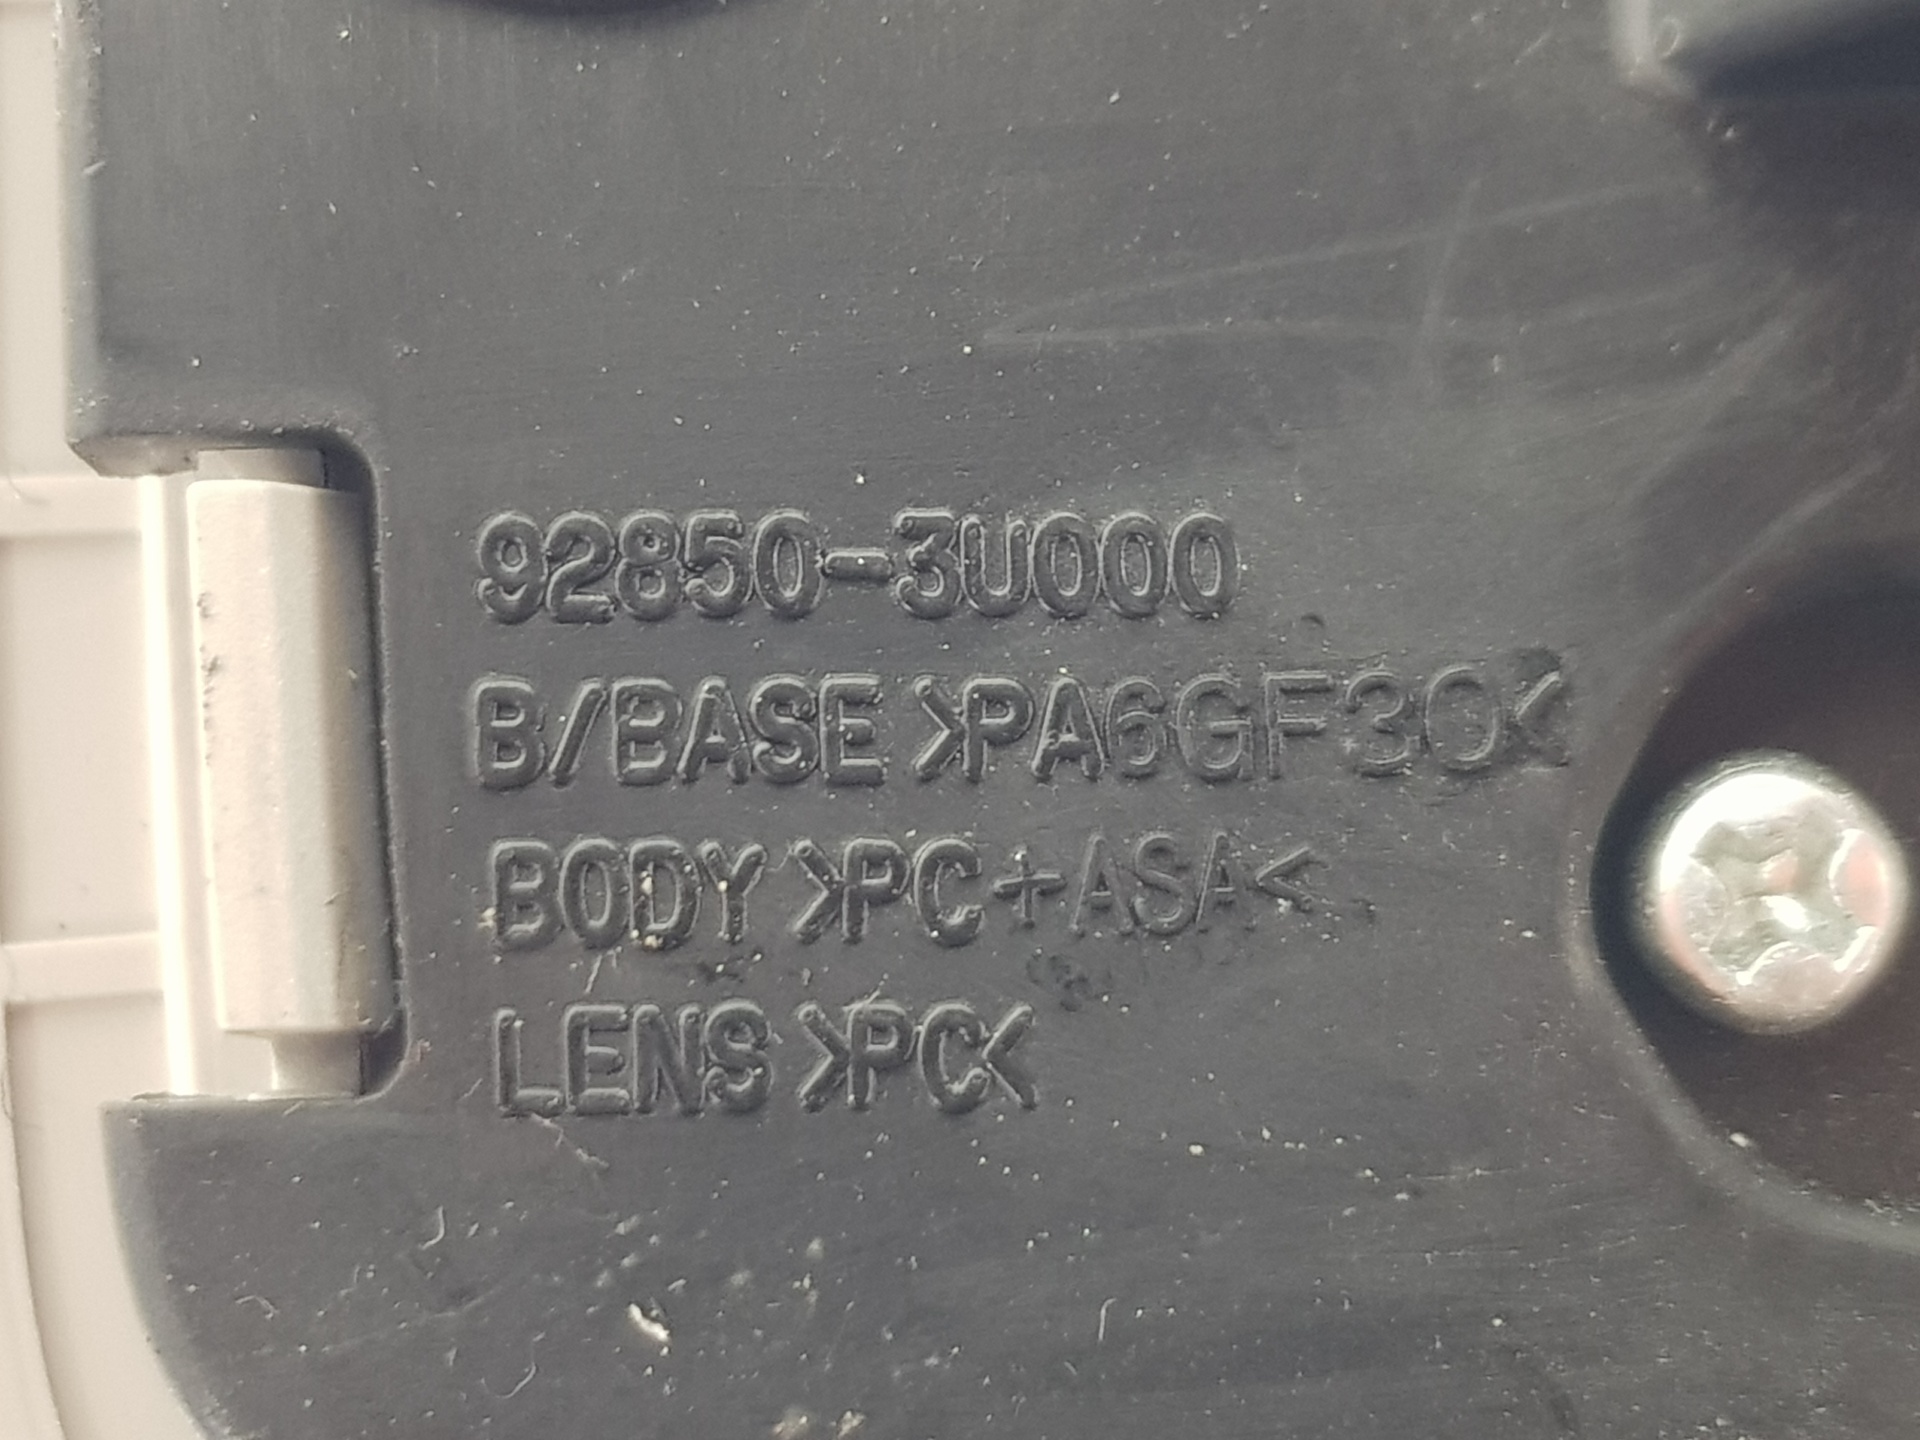 92850-3U000
B/BASE >PA6GF30<
BODY >PC+ASA<
LENS >PC<